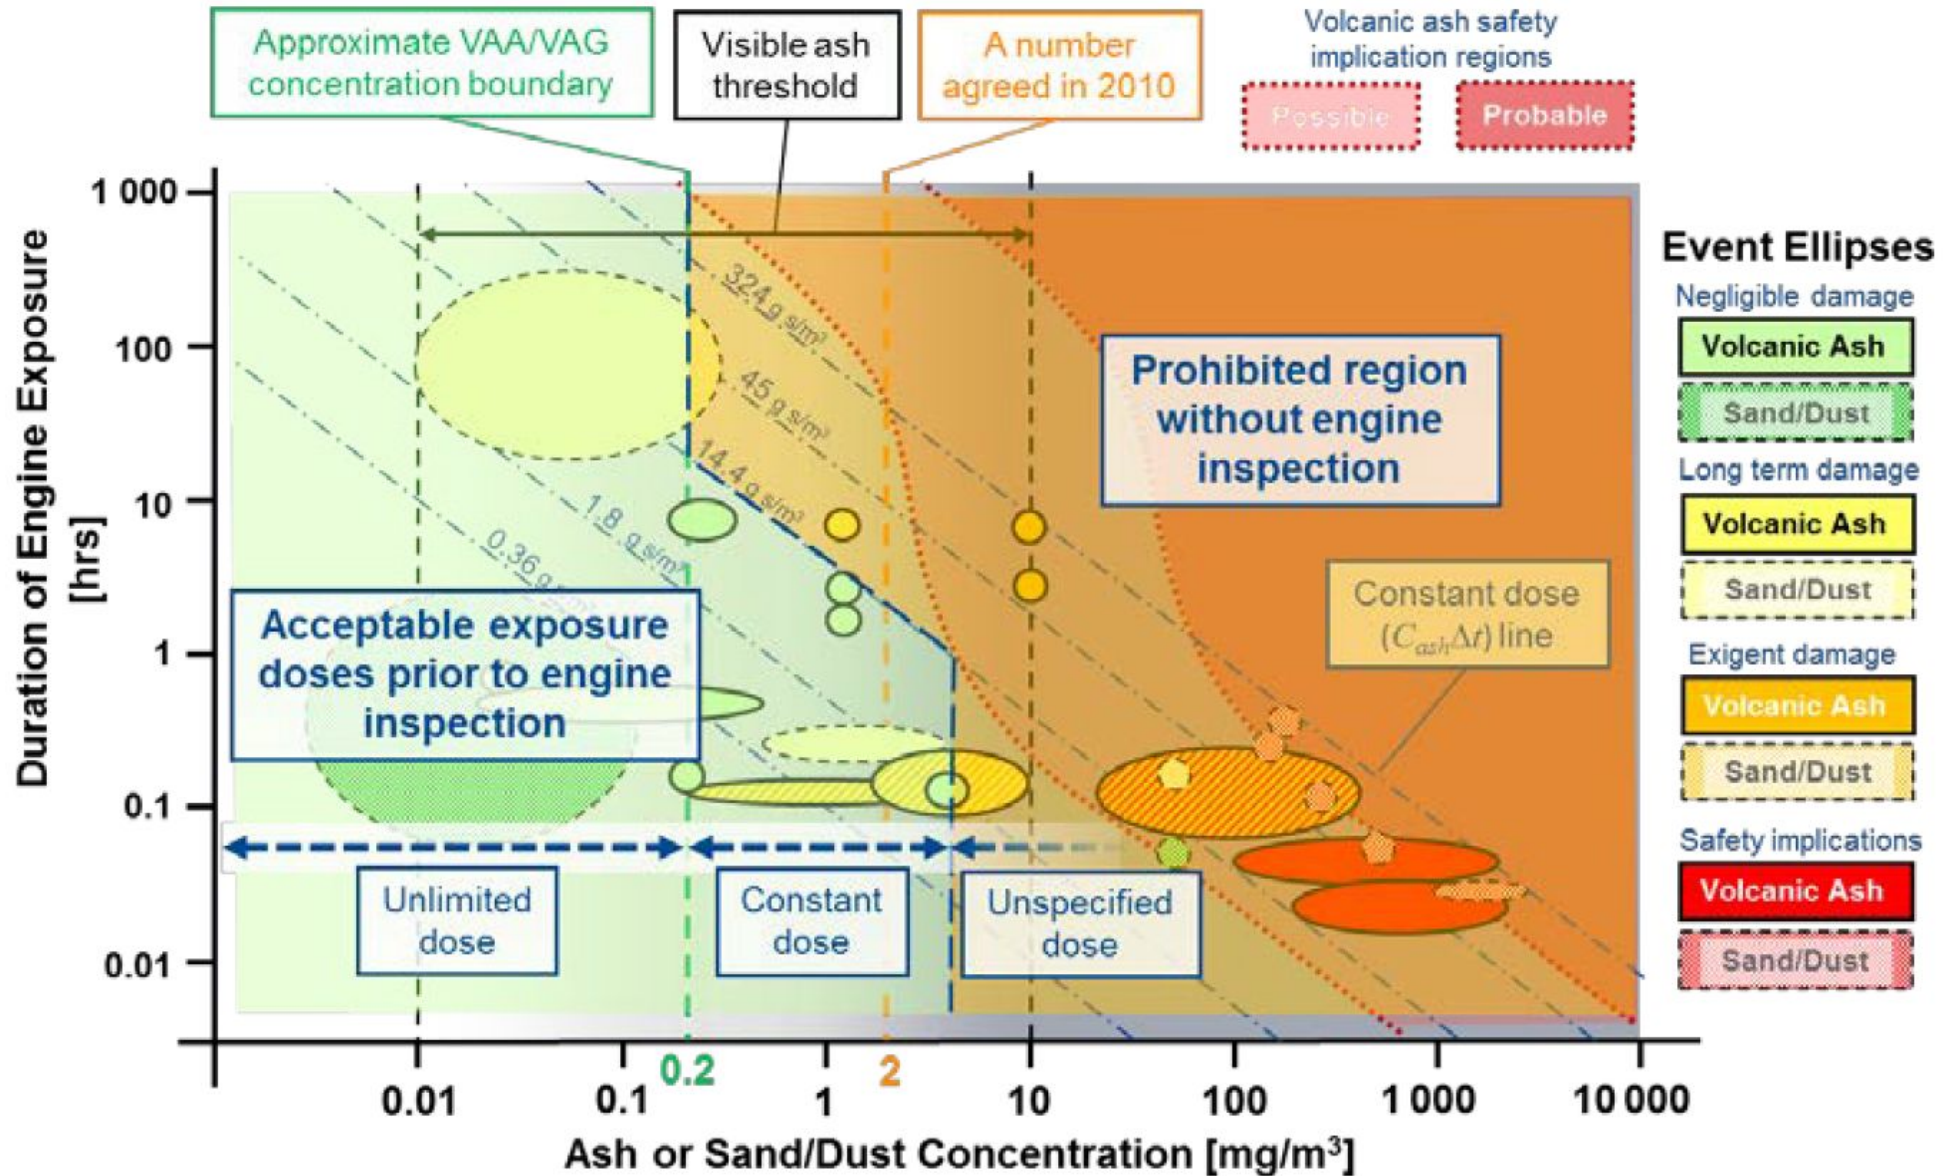 Approximate VAA/VAG
concentration boundary
Visible ash
threshold
A number
agreed in 2010
Volcanic ash safety
implication regions
Possible
Probable
Duration of Engine Exposure
[hrs]
1 000
100
10
1
0.1
0.01
324 g s/m³
45 g s/m³
14.4 g s/m³
1.8 g s/m³
0.36 g s/m³
Prohibited region
without engine
inspection
Constant dose
(CashΔt) line
Acceptable exposure
doses prior to engine
inspection
Unlimited
dose
Constant
dose
Unspecified
dose
0.01
0.1
0.2
1
2
10
100
1 000
10 000
Ash or Sand/Dust Concentration [mg/m³]
Event Ellipses
Negligible damage
Volcanic Ash
Sand/Dust
Long term damage
Volcanic Ash
Sand/Dust
Exigent damage
Volcanic Ash
Sand/Dust
Safety implications
Volcanic Ash
Sand/Dust